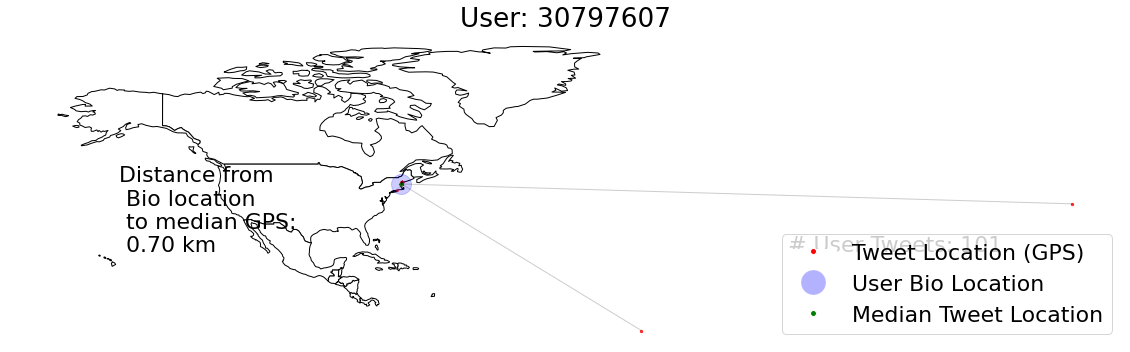 User: 30797607
Distance from
Bio location
to median GPS:
0.70 km
# User Tweets: 101
Tweet Location (GPS)
User Bio Location
Median Tweet Location